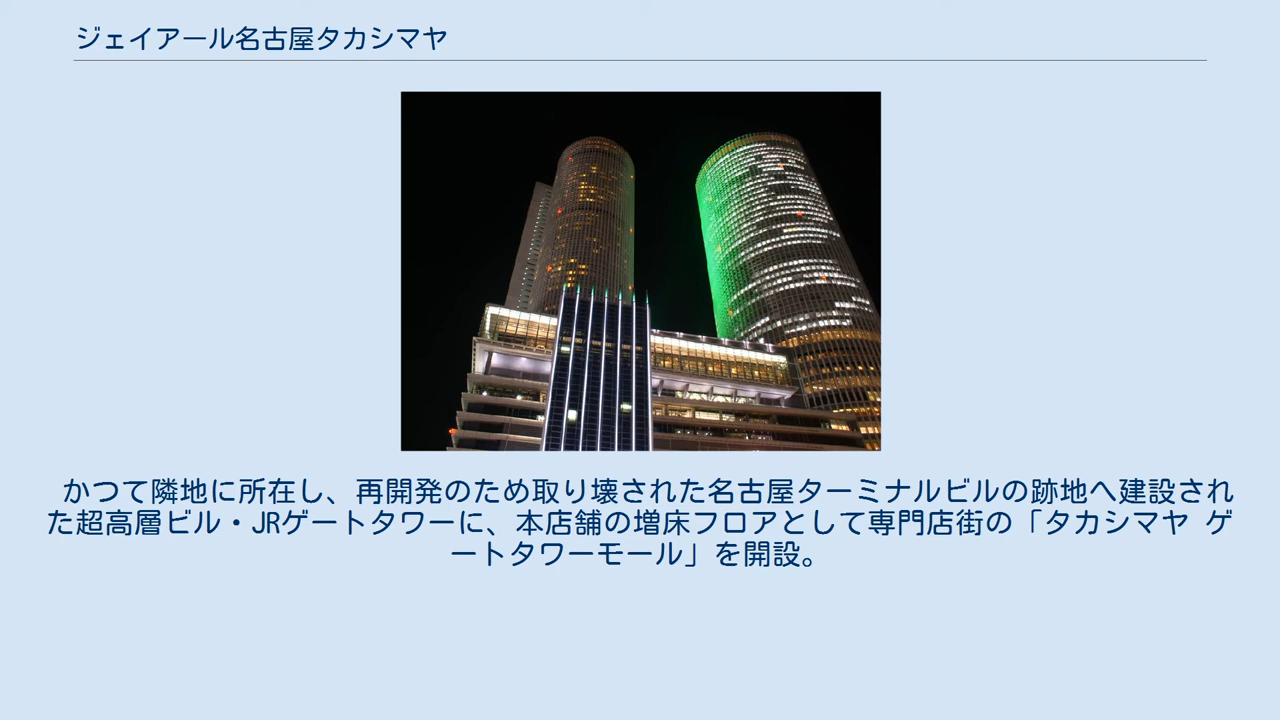 ジェイアール名古屋タカシマヤ
かつて隣地に所在し、再開発のため取り壊された名古屋ターミナルビルの跡地へ建設され
た超高層ビル・JRゲートタワーに、本店舗の増床フロアとして専門店街の「タカシマヤ ゲ
ートタワーモール」を開設。